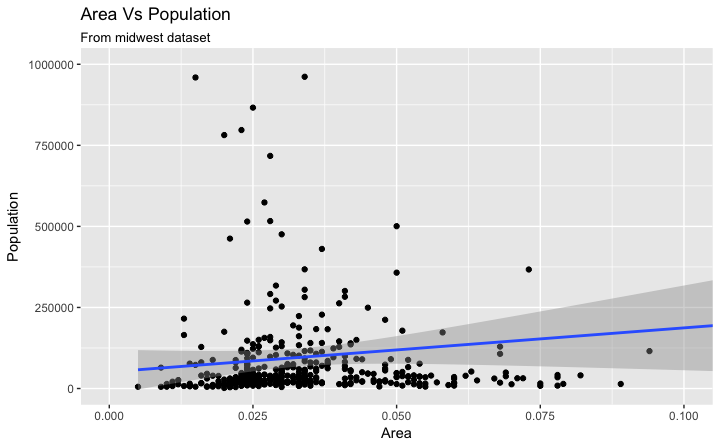 Area Vs Population
From midwest dataset
1000000
750000
500000
250000
0
Population
0.000
0.025
0.050
0.075
0.100
Area